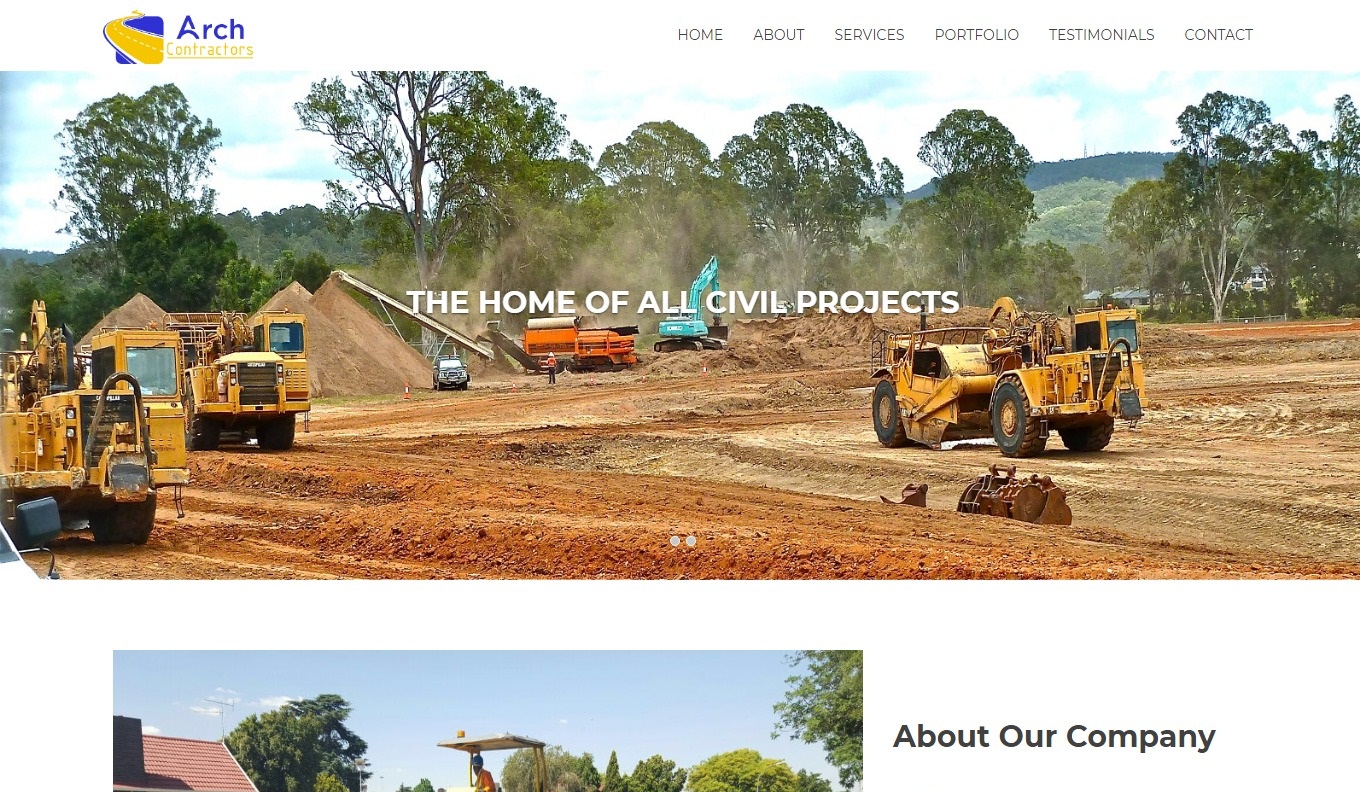 Arch
Contractors
HOME
ABOUT
SERVICES
PORTFOLIO
TESTIMONIALS
CONTACT
THE HOME OF ALL CIVIL PROJECTS
About Our Company